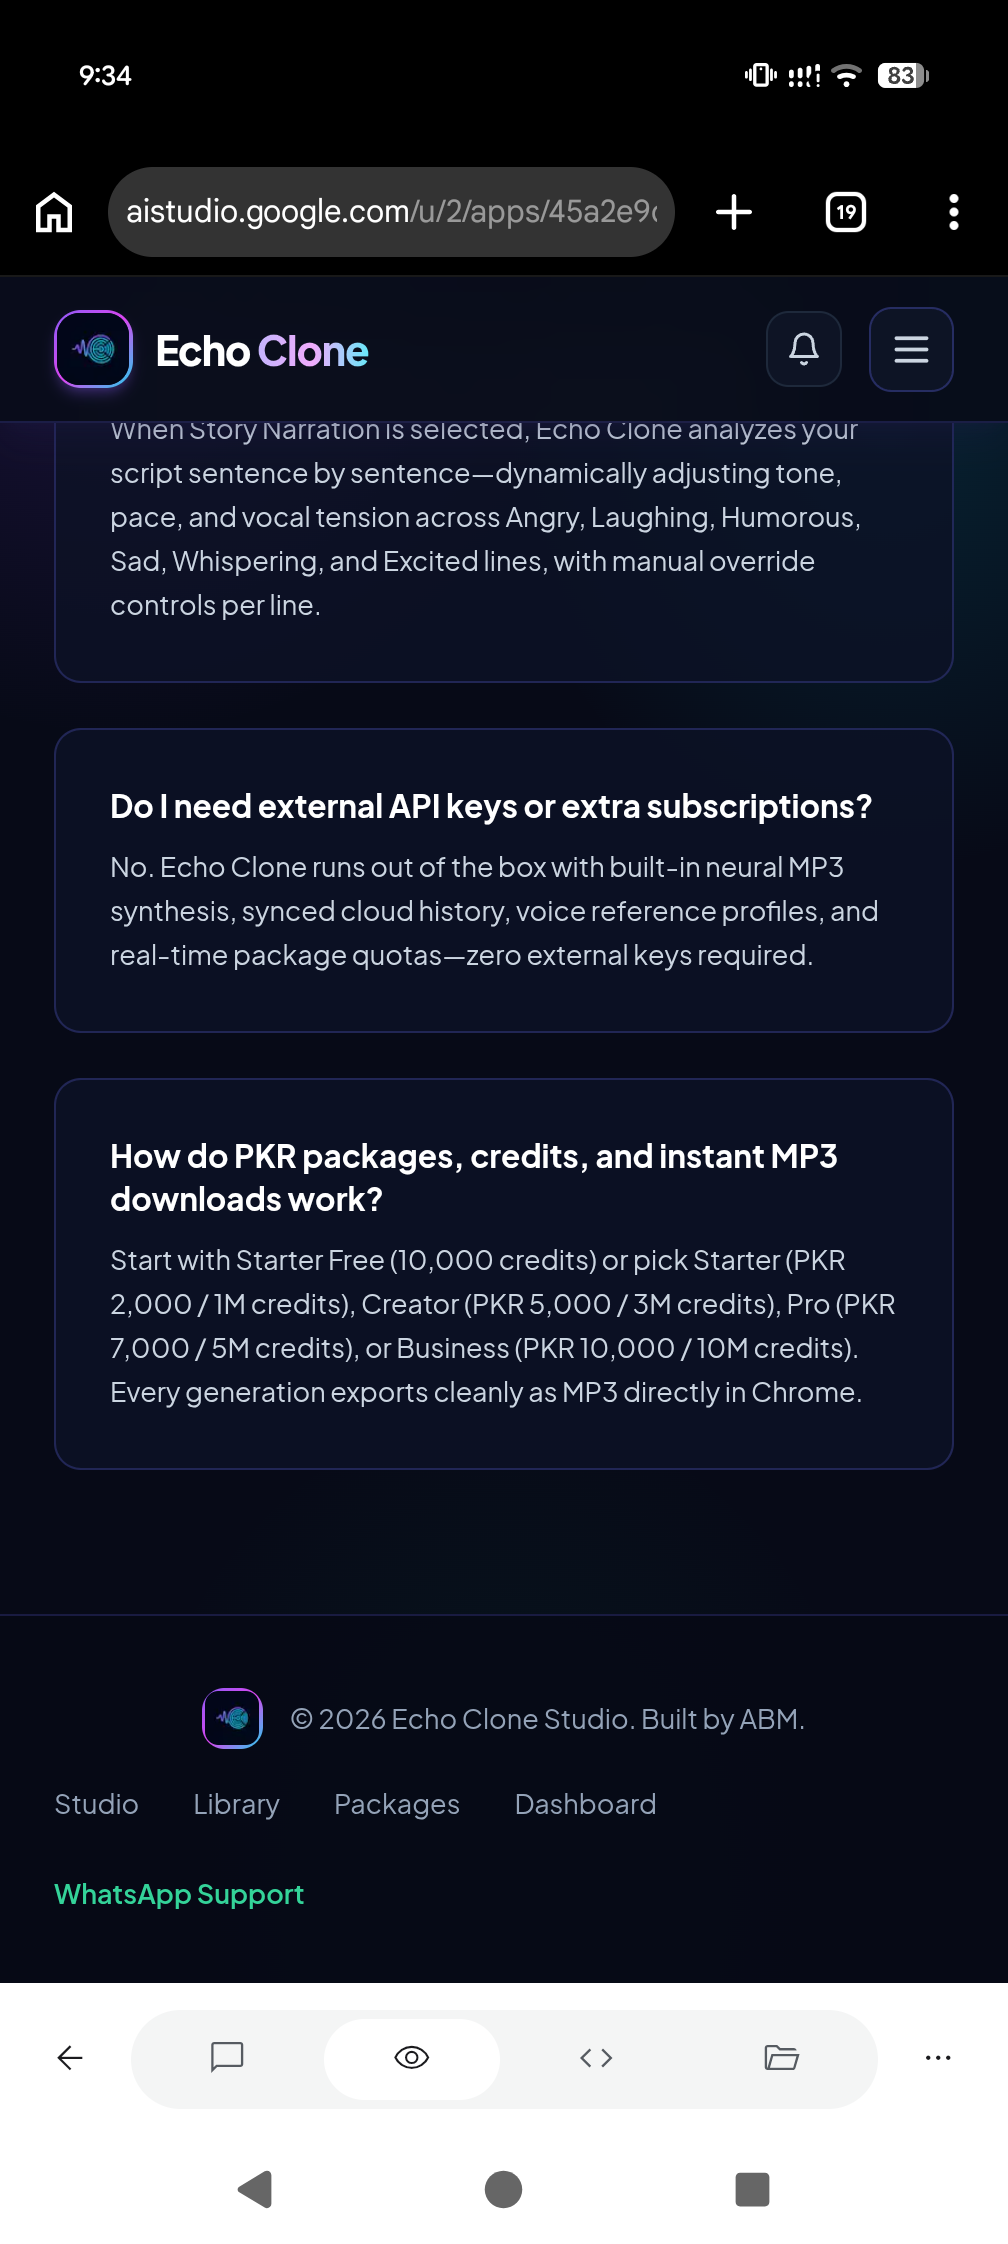 9:34
83
aistudio.google.com/u/2/apps/45a2e9
19
Echo Clone
When Story Narration is selected, Echo Clone analyzes your
script sentence by sentence—dynamically adjusting tone,
pace, and vocal tension across Angry, Laughing, Humorous,
Sad, Whispering, and Excited lines, with manual override
controls per line.
Do I need external API keys or extra subscriptions?
No. Echo Clone runs out of the box with built-in neural MP3
synthesis, synced cloud history, voice reference profiles, and
real-time package quotas—zero external keys required.
How do PKR packages, credits, and instant MP3
downloads work?
Start with Starter Free (10,000 credits) or pick Starter (PKR
2,000 / 1M credits), Creator (PKR 5,000 / 3M credits), Pro (PKR
7,000 / 5M credits), or Business (PKR 10,000 / 10M credits).
Every generation exports cleanly as MP3 directly in Chrome.
© 2026 Echo Clone Studio. Built by ABM.
Studio Library Packages Dashboard
WhatsApp Support